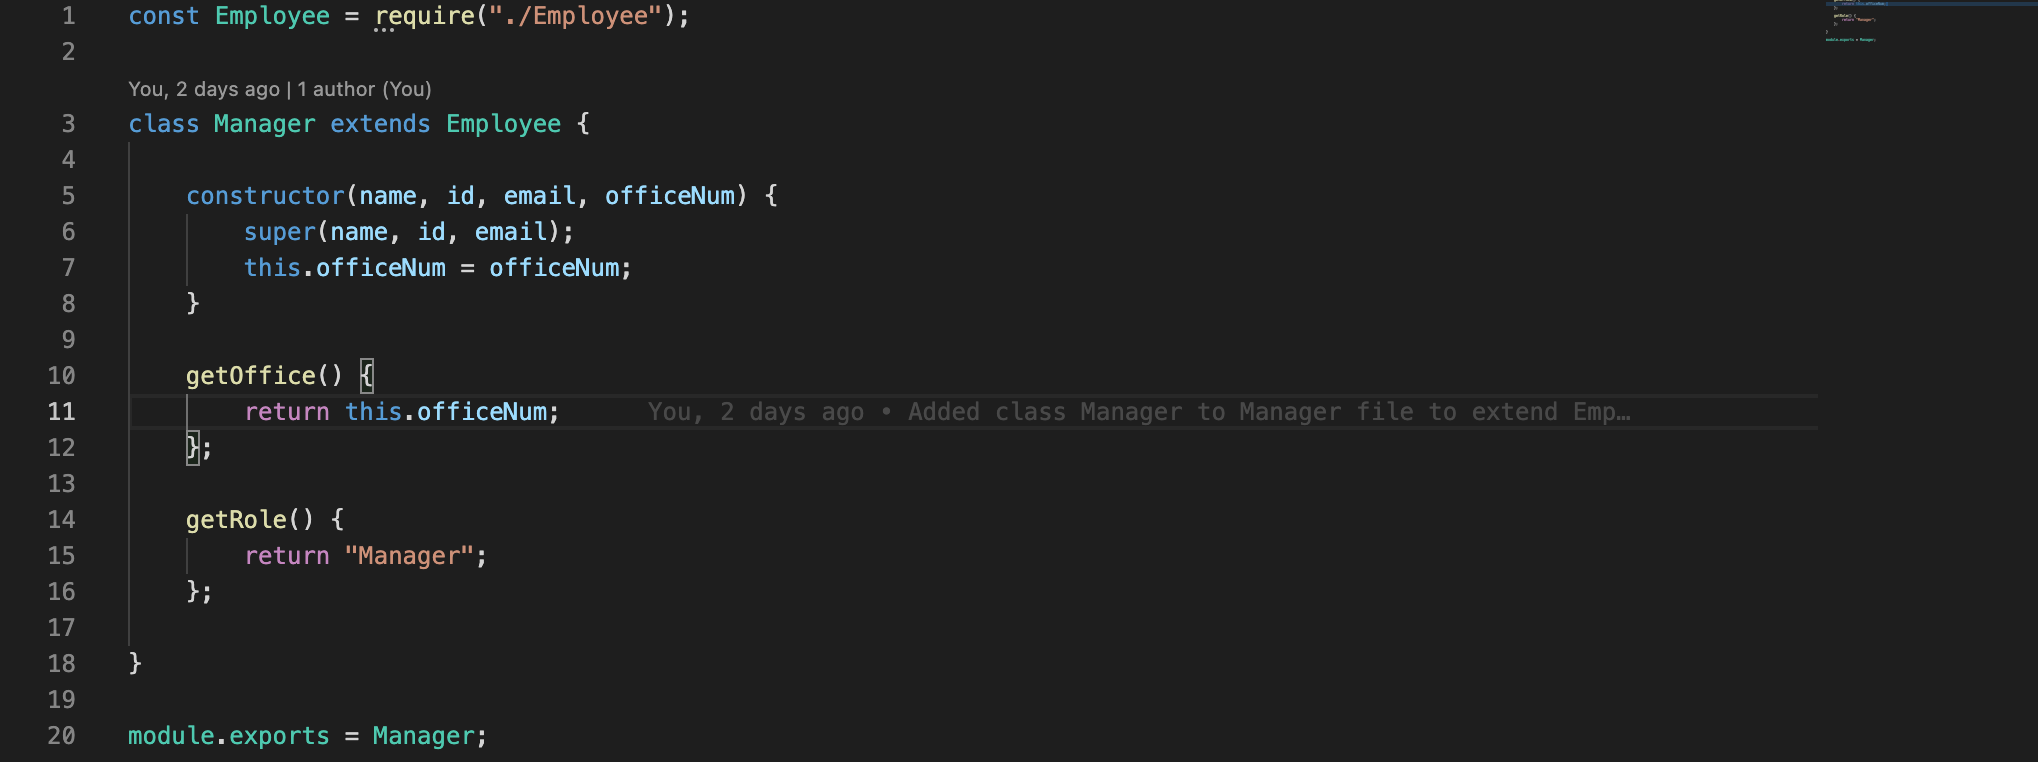 1 const Employee = require("./Employee");
2
You, 2 days ago | 1 author (You)
3 class Manager extends Employee {
4
5     constructor(name, id, email, officeNum) {
6         super(name, id, email);
7         this.officeNum = officeNum;
8     }
9
10     getOffice() {
11         return this.officeNum; You, 2 days ago • Added class Manager to Manager file to extend Emp…
12     };
13
14     getRole() {
15         return "Manager";
16     };
17
18 }
19
20 module.exports = Manager;